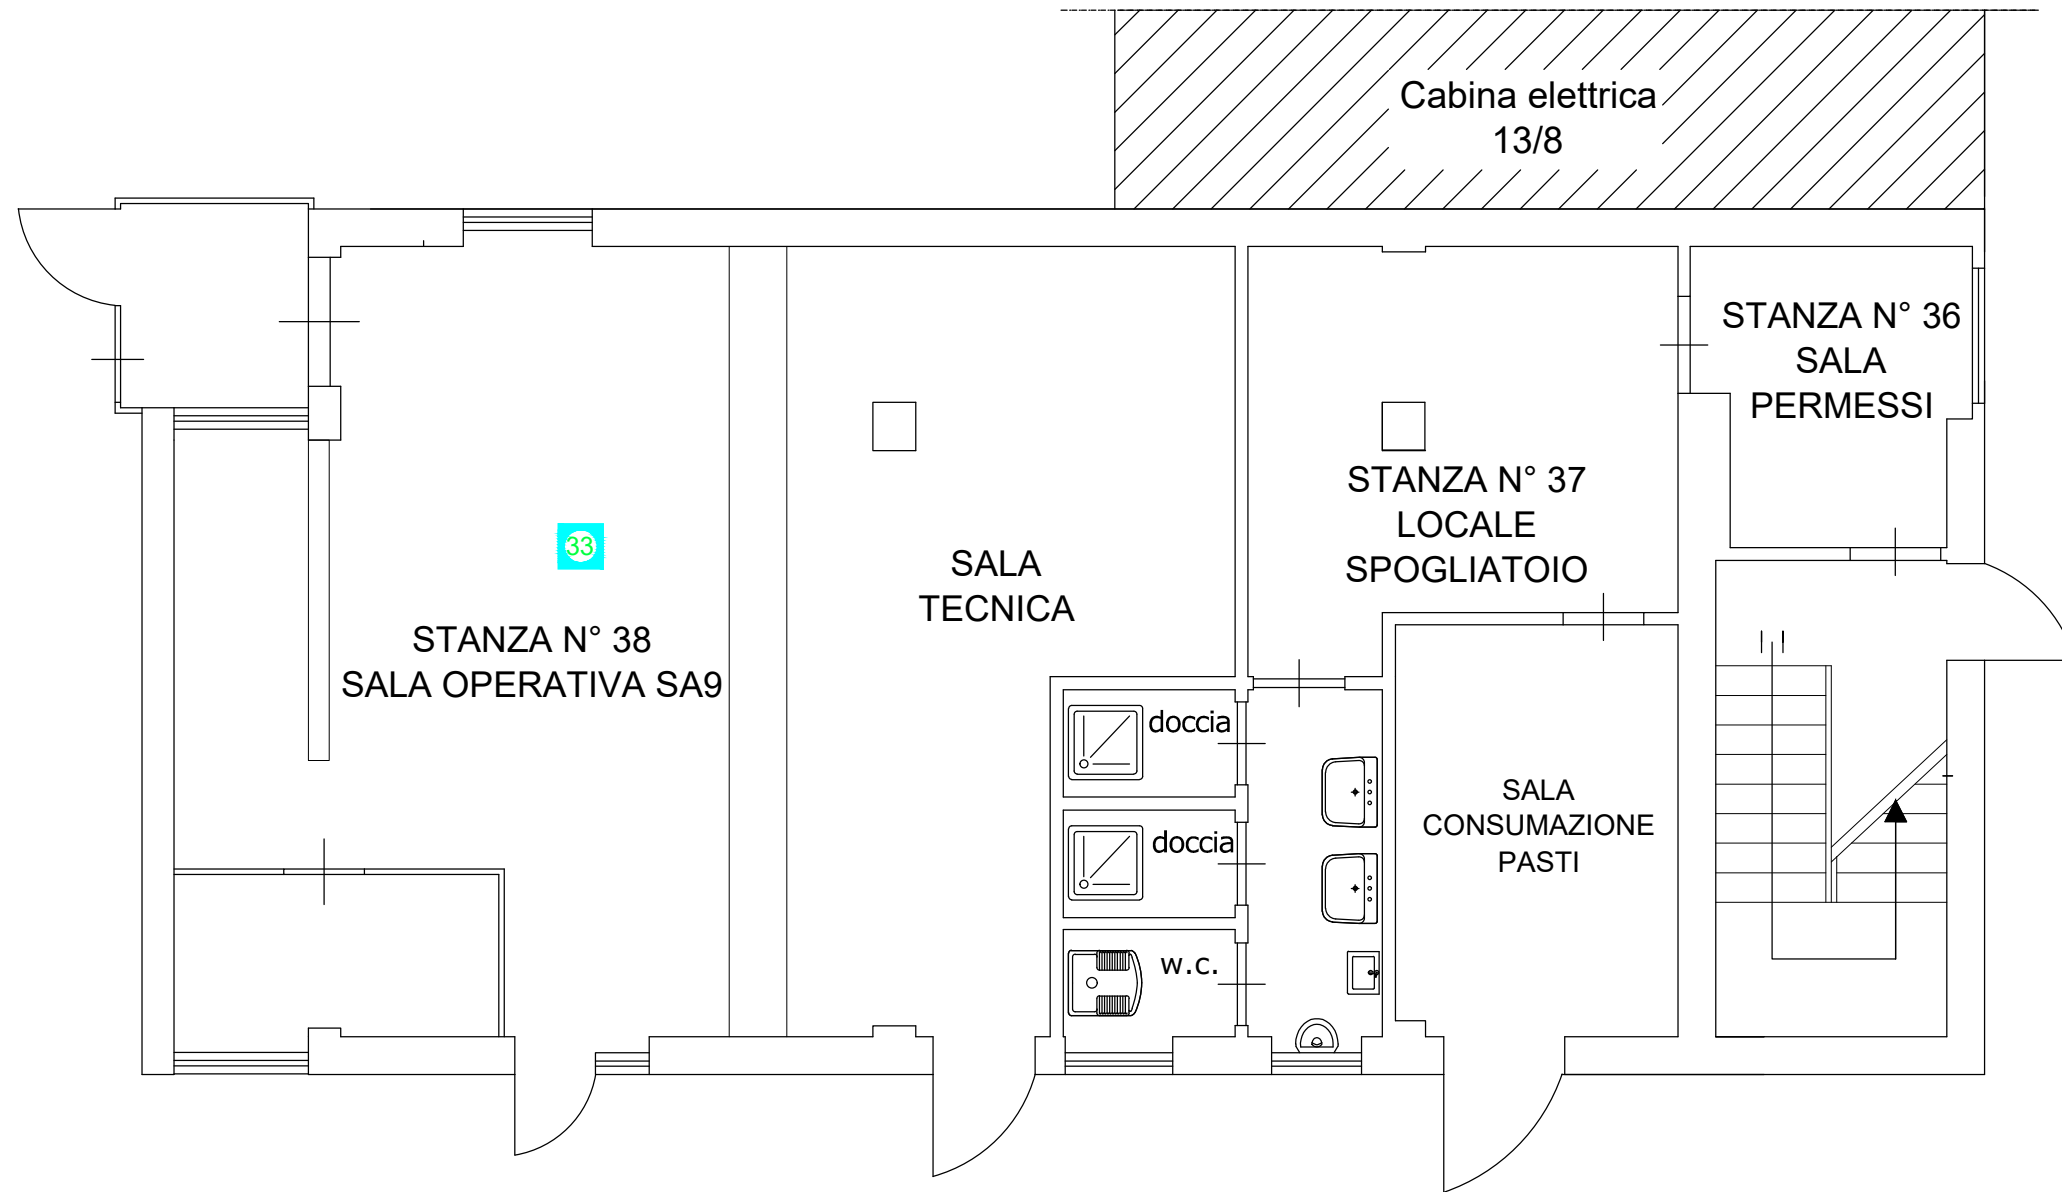 Cabina elettrica
13/8
STANZA N° 36
SALA
PERMESSI
STANZA N° 37
LOCALE
SPOGLIATOIO
33
SALA
TECNICA
STANZA N° 38
SALA OPERATIVA SA9
doccia
doccia
w.c.
SALA
CONSUMAZIONE
PASTI